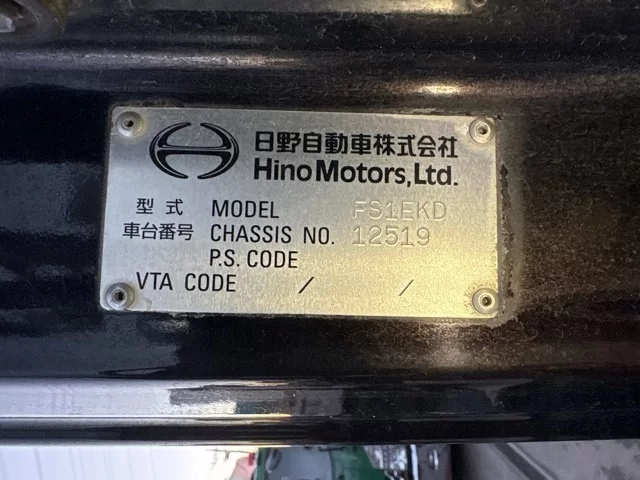 日野自動車株式会社
Hino Motors, Ltd.
型式 MODEL FS1EKD
車台番号 CHASSIS NO. 12519
P.S. CODE
VTA CODE / /